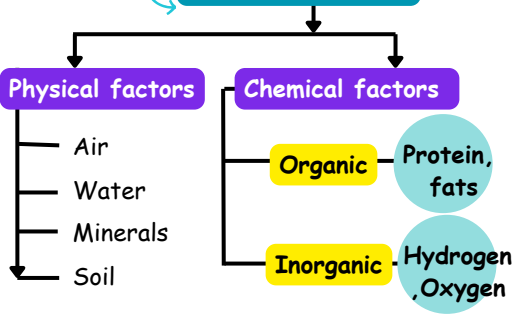 Physical factors
Chemical factors
Air
Water
Minerals
Soil
Organic
Protein,
fats
Inorganic
Hydrogen
,Oxygen